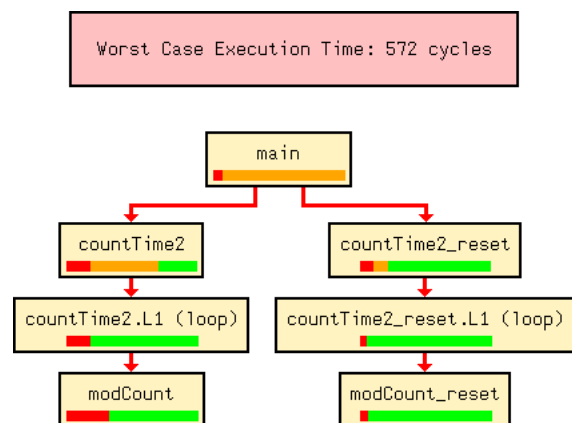 Worst Case Execution Time: 572 cycles
main
countTime2
countTime2_reset
countTime2.L1 (loop)
countTime2_reset.L1 (loop)
modCount
modCount_reset